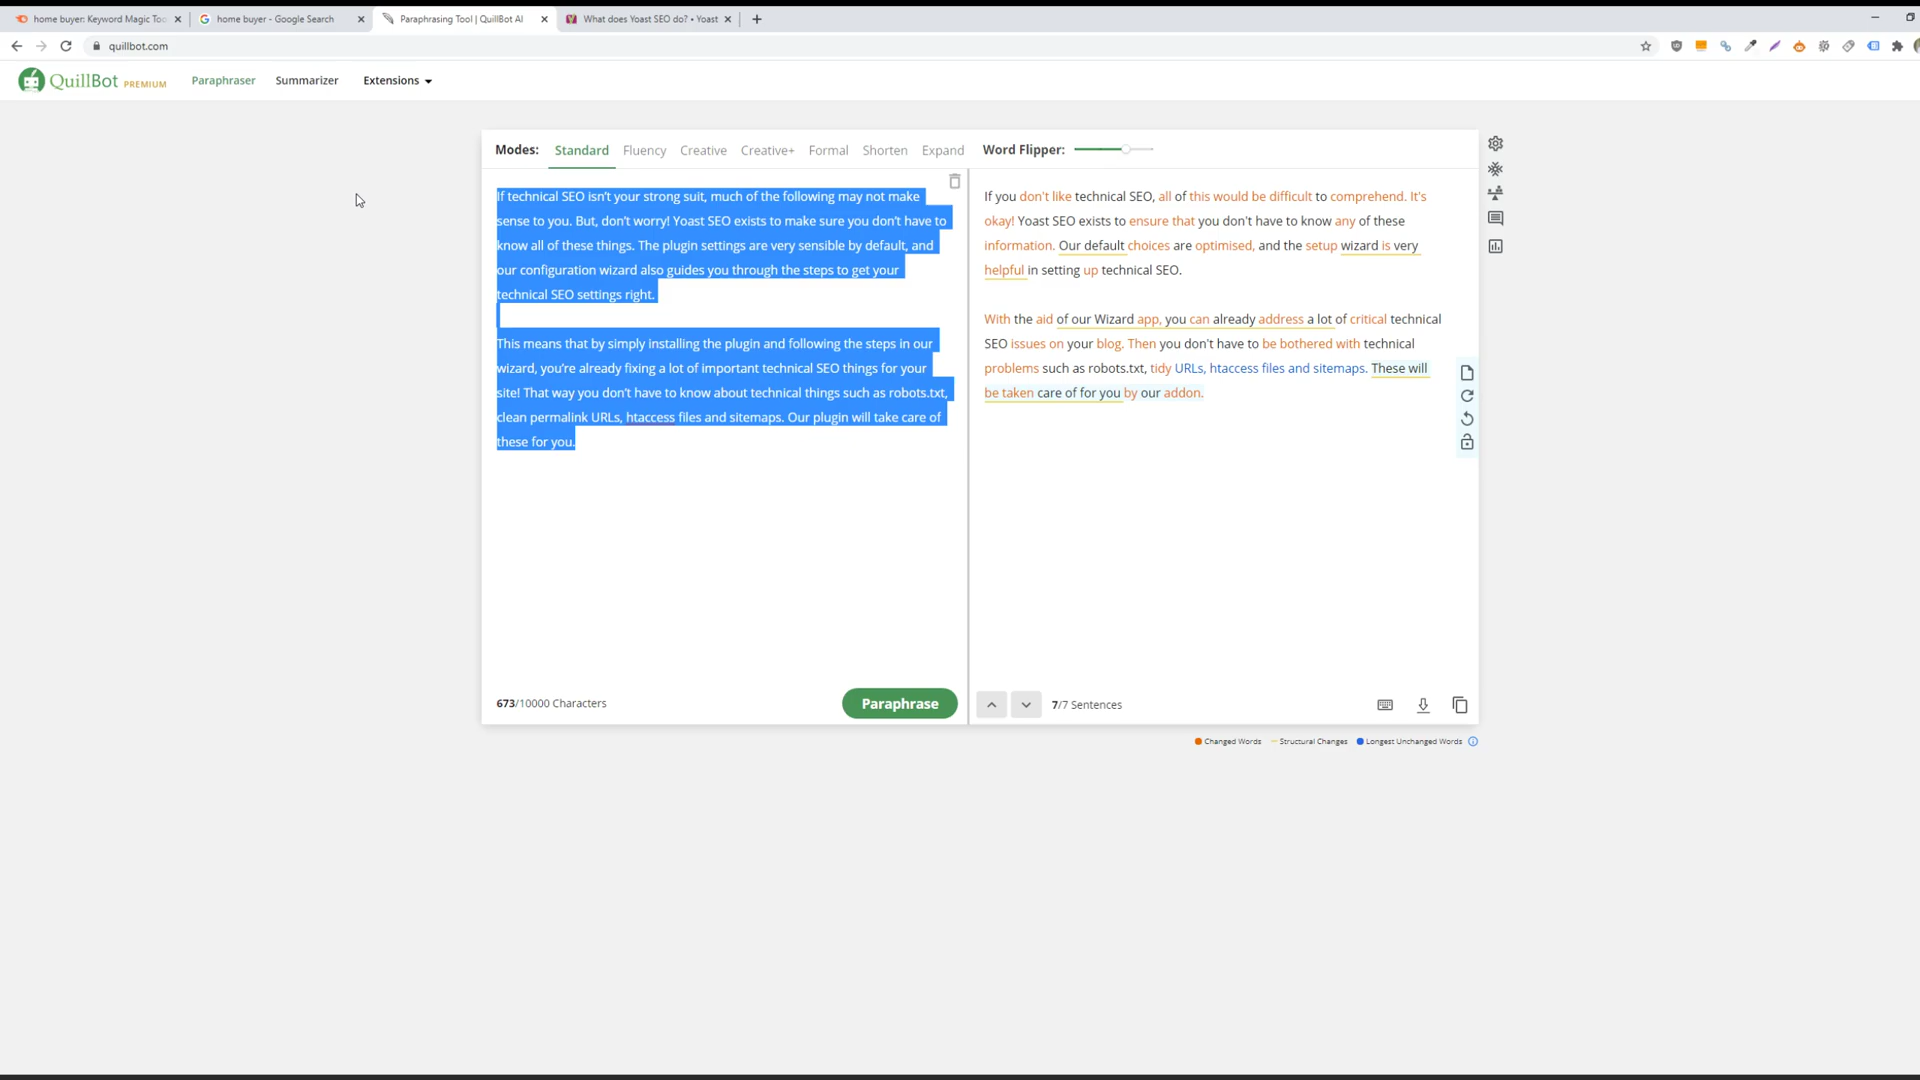 home buyer: Keyword Magic Too
home buyer - Google Search
Paraphrasing Tool | QuillBot AI
What does Yoast SEO do? • Yoast
quillbot.com
QuillBot PREMIUM
Paraphraser
Summarizer
Extensions
Modes:
Standard
Fluency
Creative
Creative+
Formal
Shorten
Expand
Word Flipper:
If technical SEO isn't your strong suit, much of the following may not make
sense to you. But, don't worry! Yoast SEO exists to make sure you don't have to
know all of these things. The plugin settings are very sensible by default, and
our configuration wizard also guides you through the steps to get your
technical SEO settings right.
This means that by simply installing the plugin and following the steps in our
wizard, you're already fixing a lot of important technical SEO things for your
site! That way you don't have to know about technical things such as robots.txt,
clean permalink URLs, htaccess files and sitemaps. Our plugin will take care of
these for you.
673/10000 Characters
Paraphrase
If you don't like technical SEO, all of this would be difficult to comprehend. It's
okay! Yoast SEO exists to ensure that you don't have to know any of these
information. Our default choices are optimised, and the setup wizard is very
helpful in setting up technical SEO.
With the aid of our Wizard app, you can already address a lot of critical technical
SEO issues on your blog. Then you don't have to be bothered with technical
problems such as robots.txt, tidy URLs, htaccess files and sitemaps. These will
be taken care of for you by our addon.
7/7 Sentences
Changed Words
Structural Changes
Longest Unchanged Words